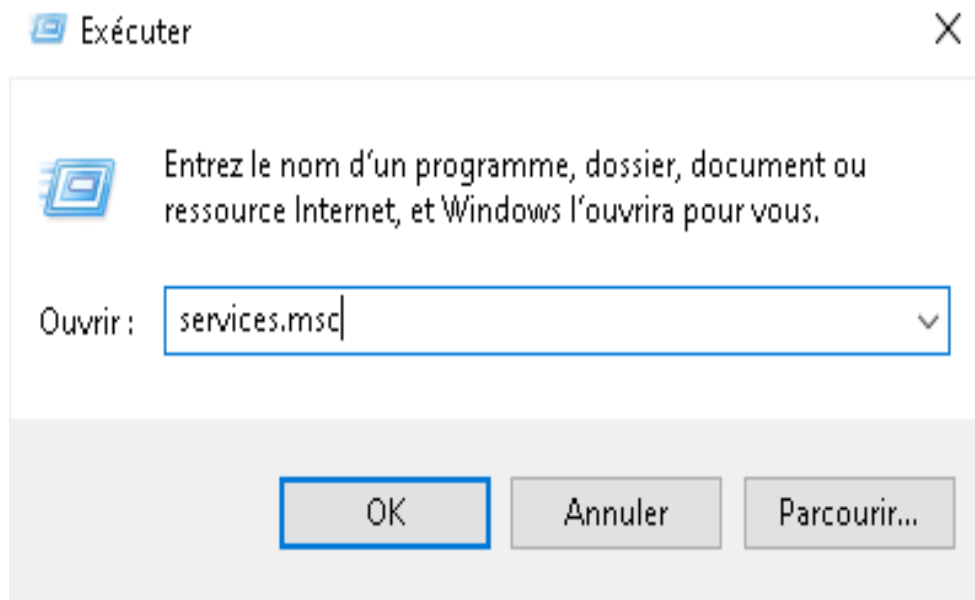 Exécuter
Entrez le nom d'un programme, dossier, document ou
ressource Internet, et Windows l'ouvrira pour vous.
Ouvrir : services.msc
OK Annuler Parcourir...